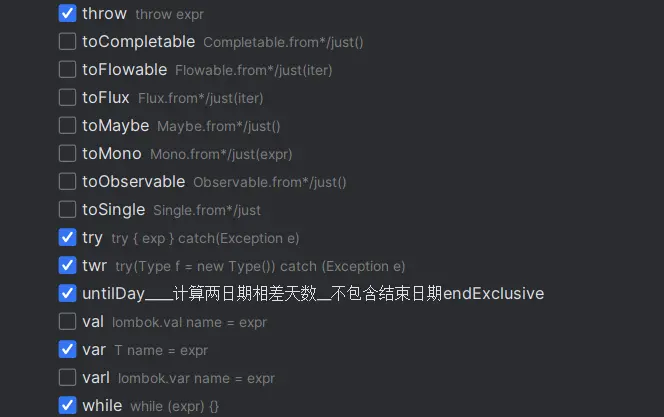 throw throw expr
toCompletable Completable.from*/just()
toFlowable Flowable.from*/just(iter)
toFlux Flux.from*/just(iter)
toMaybe Maybe.from*/just()
toMono Mono.from*/just(expr)
toObservable Observable.from*/just()
toSingle Single.from*/just
try try { exp } catch(Exception e)
twr try(Type f = new Type()) catch (Exception e)
untilDay____计算两日期相差天数__不包含结束日期endExclusive
val lombok.val name = expr
var T name = expr
varl lombok.var name = expr
while while (expr) {}